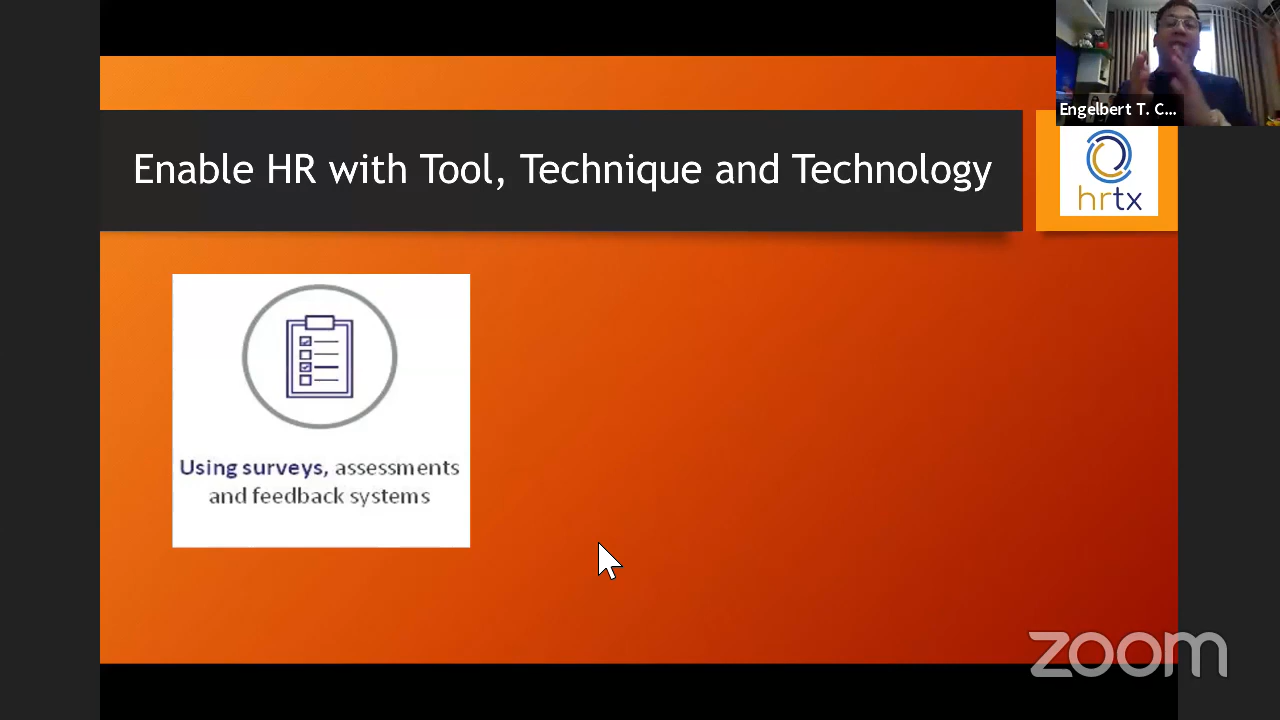 Engelbert T. C...
Enable HR with Tool, Technique and Technology
hrtx
Using surveys, assessments
and feedback systems
zoom